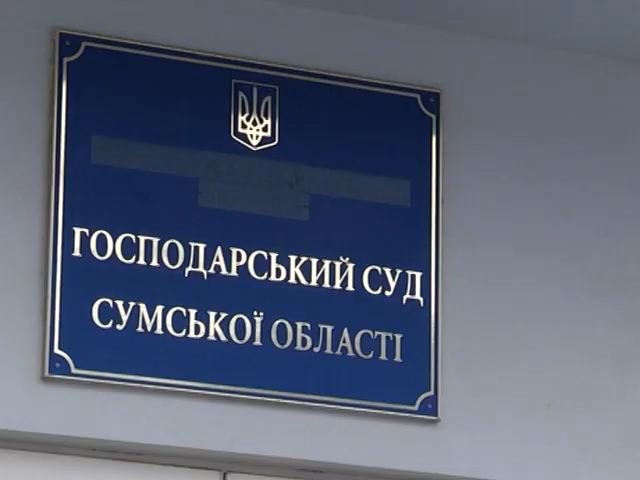 ГОСПОДАРСЬКИЙ СУД
СУМСЬКОЇ ОБЛАСТІ